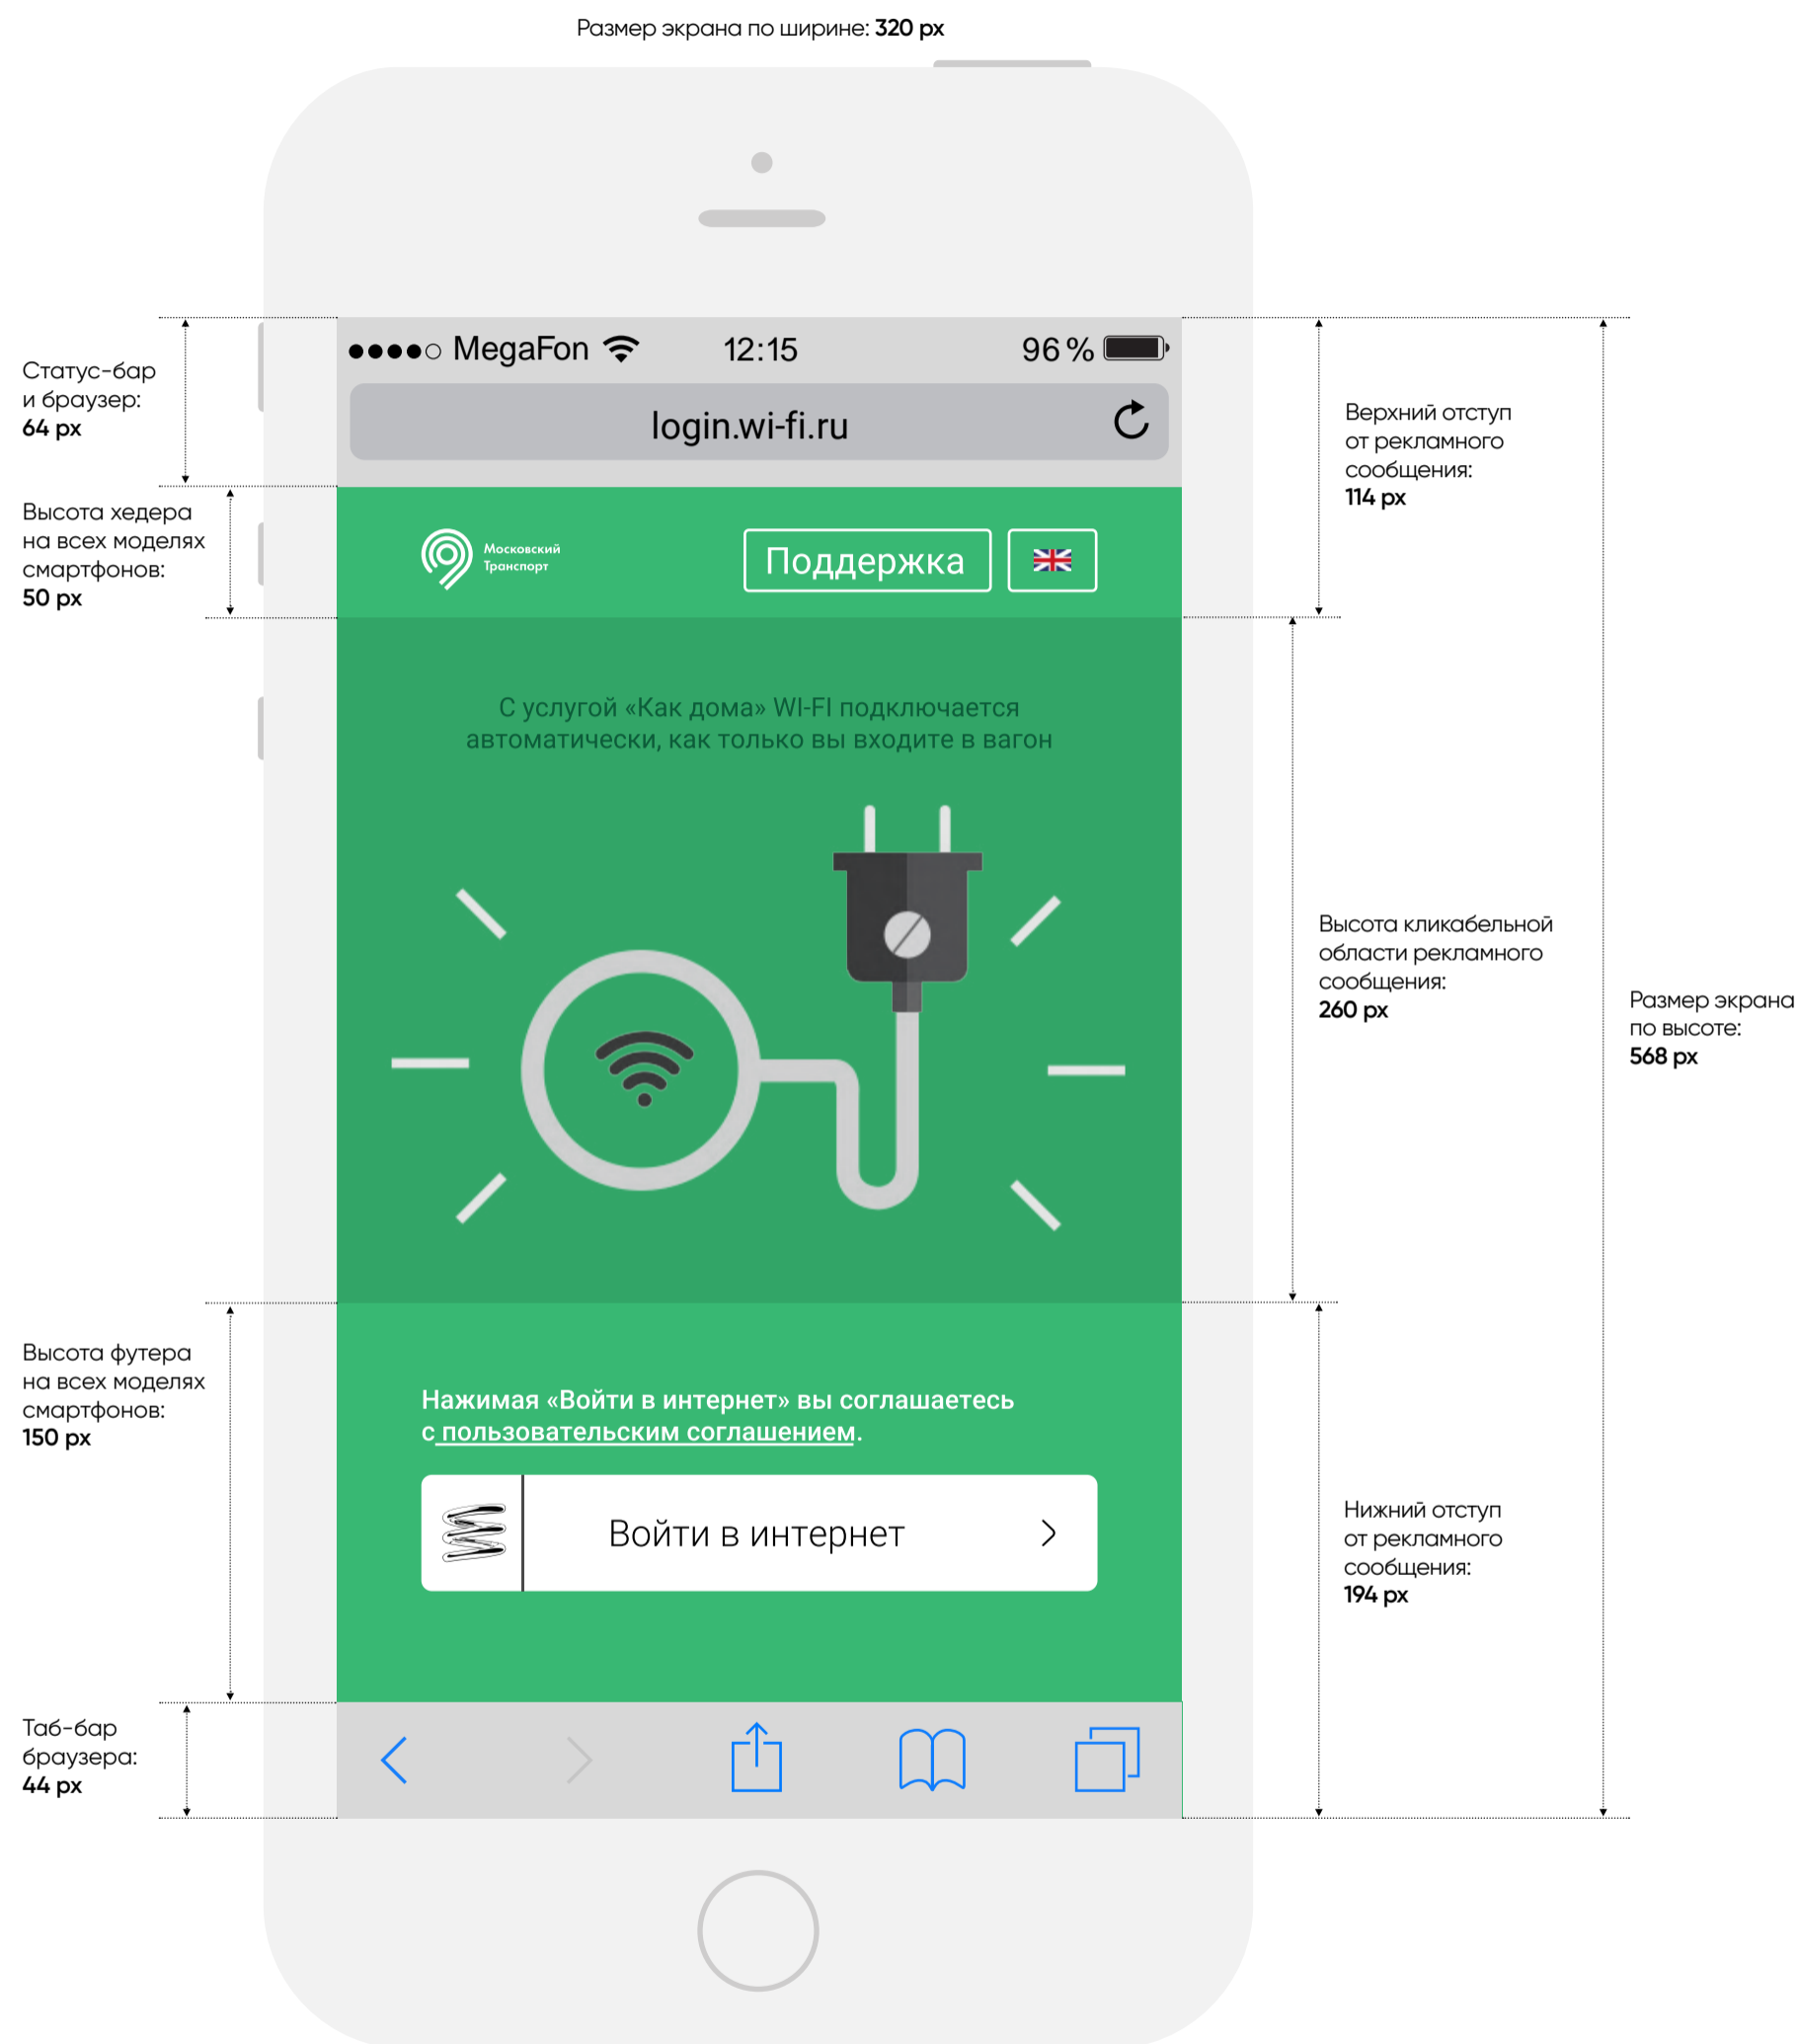 Размер экрана по ширине: 320 px
Статус-бар
и браузер:
64 px
Высота хедера
на всех моделях
смартфонов:
50 px
MegaFon
12:15
96 %
login.wi-fi.ru
Московский
Транспорт
Поддержка
Верхний отступ
от рекламного
сообщения:
114 px
С услугой «Как дома» WI-FI подключается
автоматически, как только вы входите в вагон
Высота кликабельной
области рекламного
сообщения:
260 px
Размер экрана
по высоте:
568 px
Высота футера
на всех моделях
смартфонов:
150 px
Нажимая «Войти в интернет» вы соглашаетесь
с пользовательским соглашением.
Войти в интернет
Нижний отступ
от рекламного
сообщения:
194 px
Таб-бар
браузера:
44 px